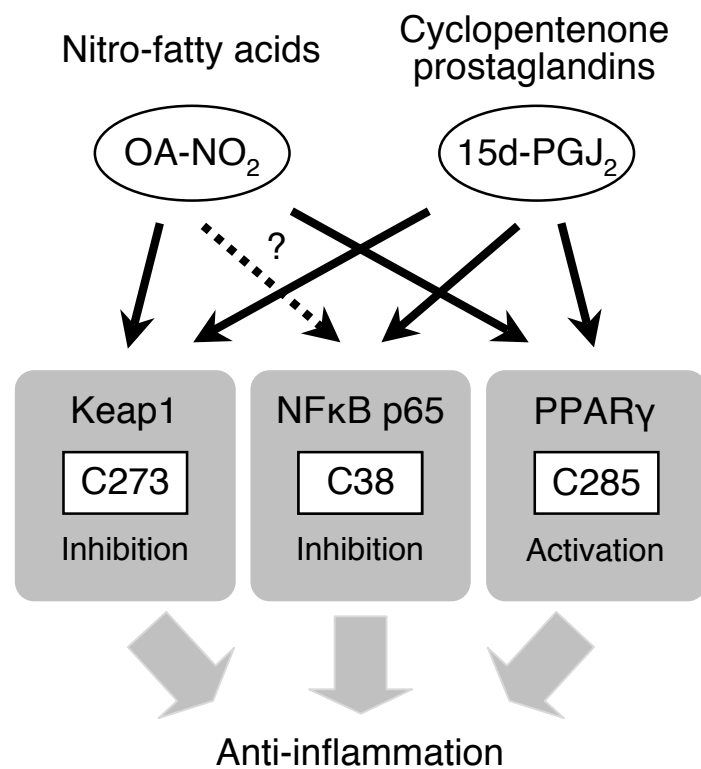 Nitro-fatty acids
Cyclopentenone
prostaglandins
OA-NO₂
15d-PGJ₂
?
Keap1
NFκB p65
PPARγ
C273
C38
C285
Inhibition
Inhibition
Activation
Anti-inflammation